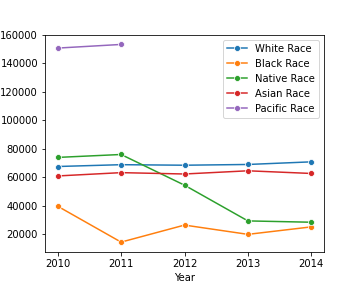 160000
140000
120000
100000
80000
60000
40000
20000
2010 2011 2012 2013 2014
Year
White Race
Black Race
Native Race
Asian Race
Pacific Race